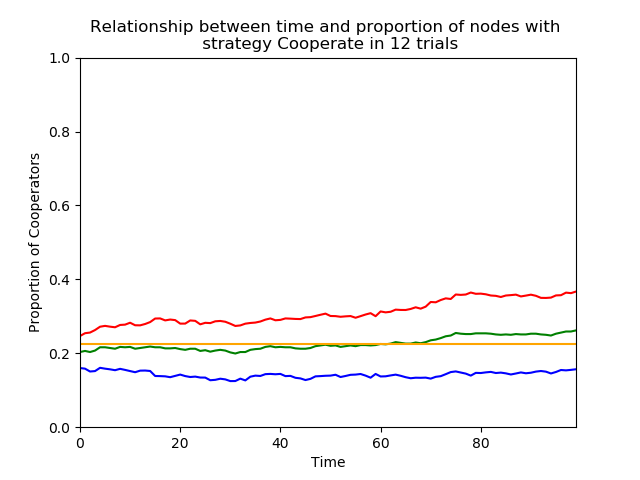 Relationship between time and proportion of nodes with
strategy Cooperate in 12 trials
1.0
0.8
0.6
0.4
0.2
0.0
Proportion of Cooperators
0 20 40 60 80
Time